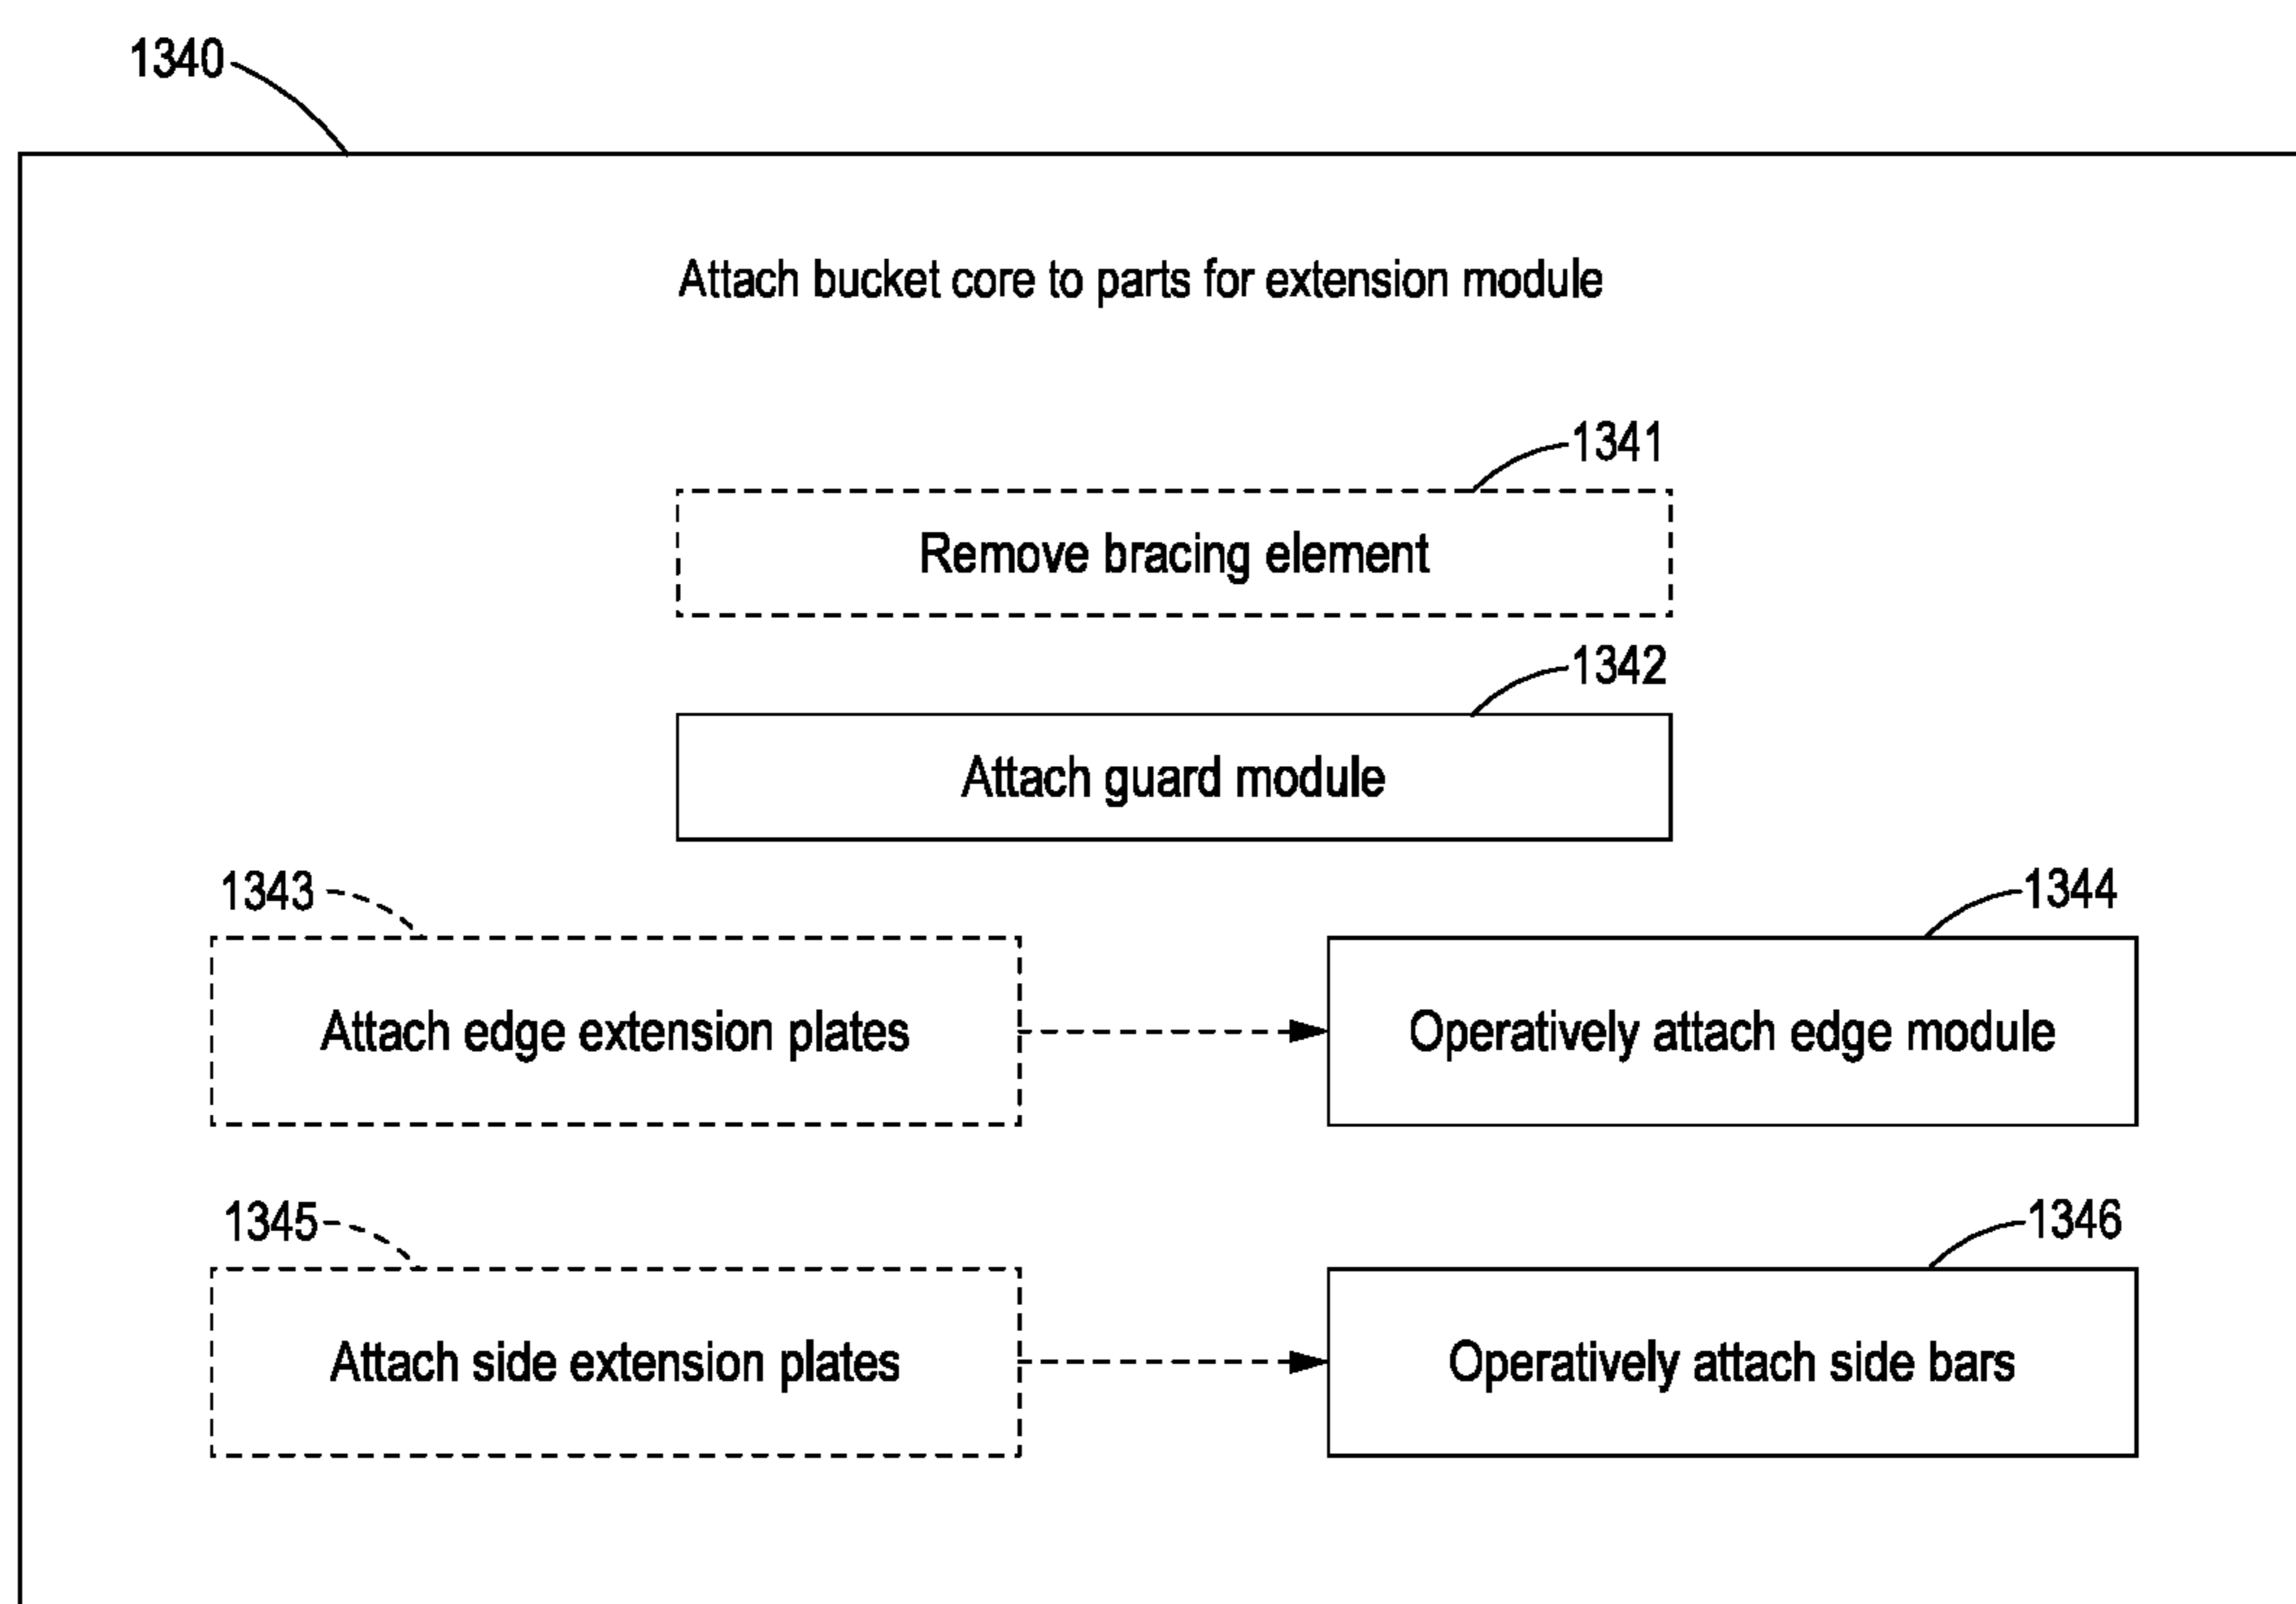 1340
Attach bucket core to parts for extension module
1341
Remove bracing element
1342
Attach guard module
1343
1344
Attach edge extension plates
Operatively attach edge module
1345
1346
Attach side extension plates
Operatively attach side bars